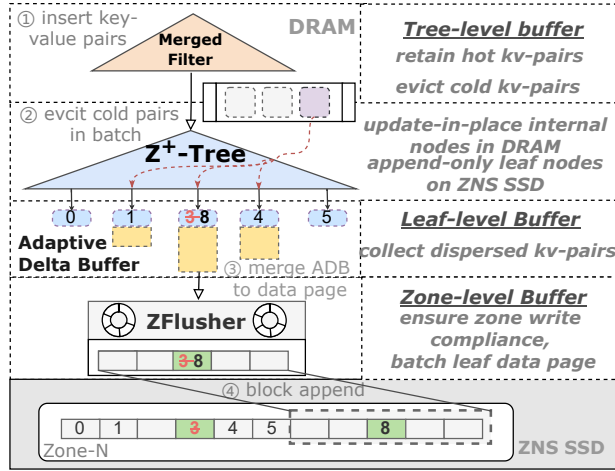 ① insert key-
value pairs
DRAM
Merged
Filter
Tree-level buffer
retain hot kv-pairs
evict cold kv-pairs
② evcit cold pairs
in batch
Z+-Tree
update-in-place internal
nodes in DRAM
append-only leaf nodes
on ZNS SSD
0 1 3 8 4 5
Adaptive
Delta Buffer
Leaf-level Buffer
collect dispersed kv-pairs
③ merge ADB
to data page
ZFlusher
3 8
Zone-level Buffer
ensure zone write
compliance,
batch leaf data page
④ block append
0 1 3 4 5 8
Zone-N
ZNS SSD